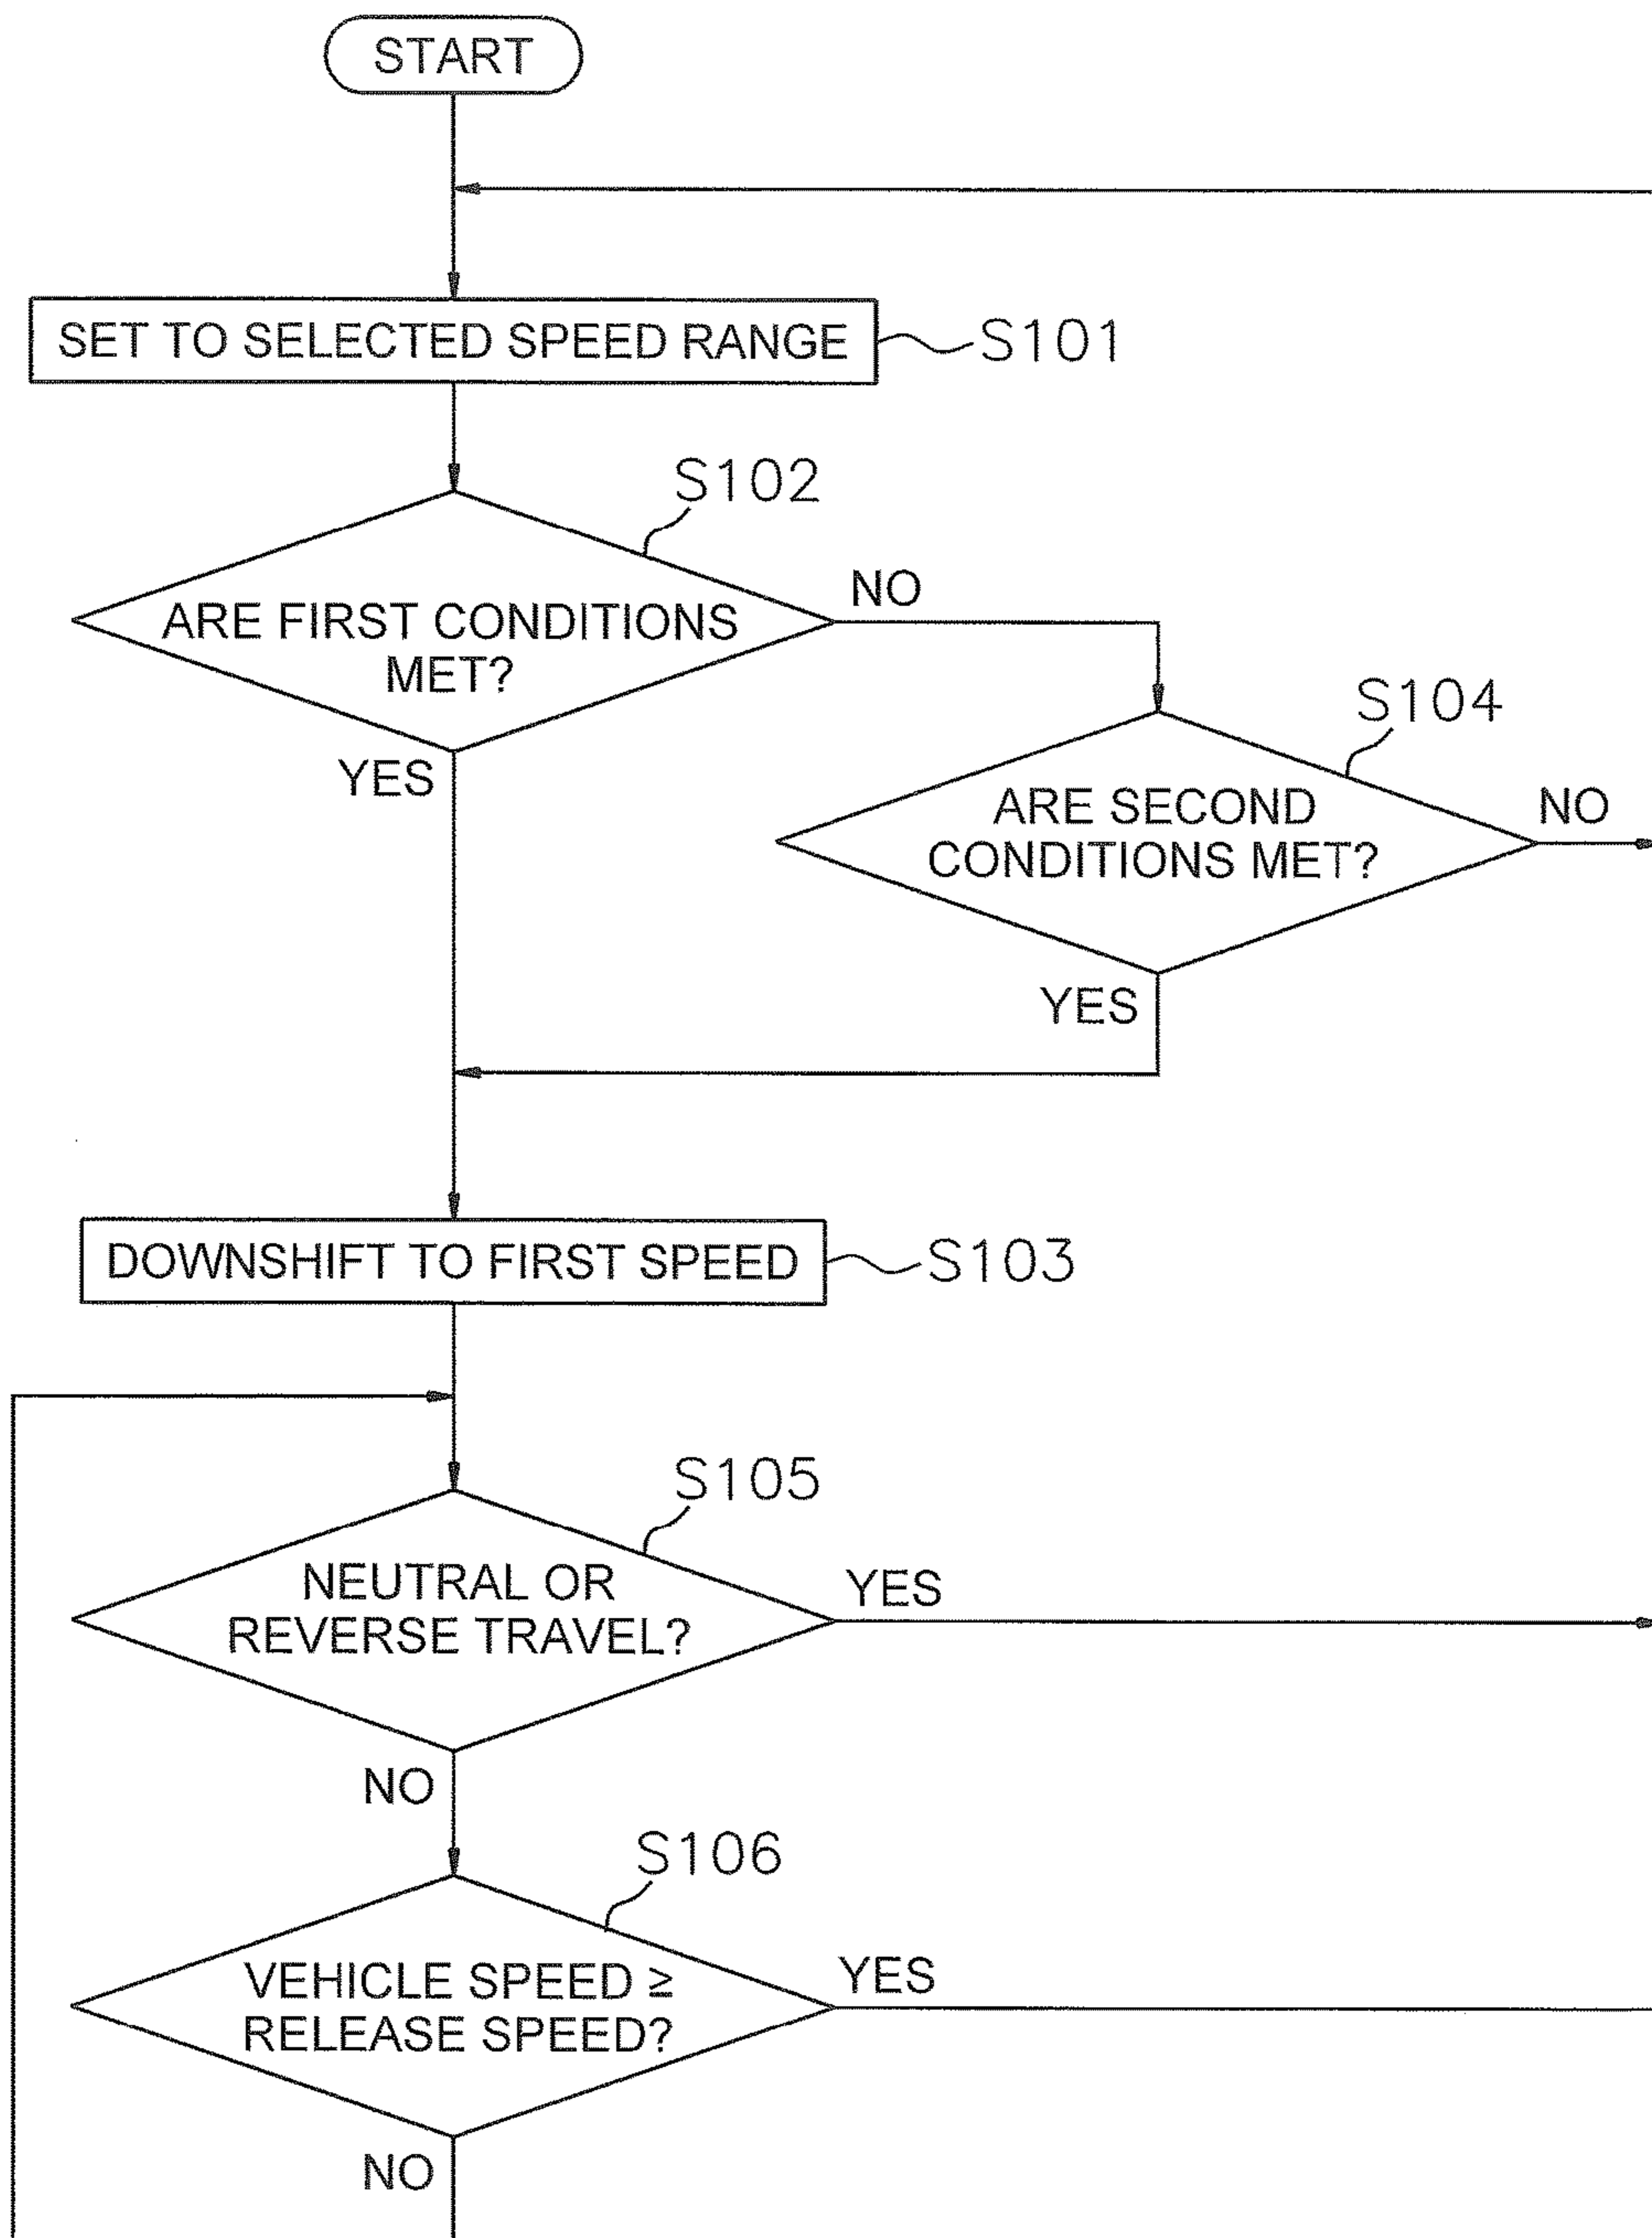 START
SET TO SELECTED SPEED RANGE
S101
S102
ARE FIRST CONDITIONS
MET?
NO
YES
S104
ARE SECOND
CONDITIONS MET?
NO
YES
DOWNSHIFT TO FIRST SPEED
S103
S105
NEUTRAL OR
REVERSE TRAVEL?
YES
NO
S106
VEHICLE SPEED ≧
RELEASE SPEED?
YES
NO